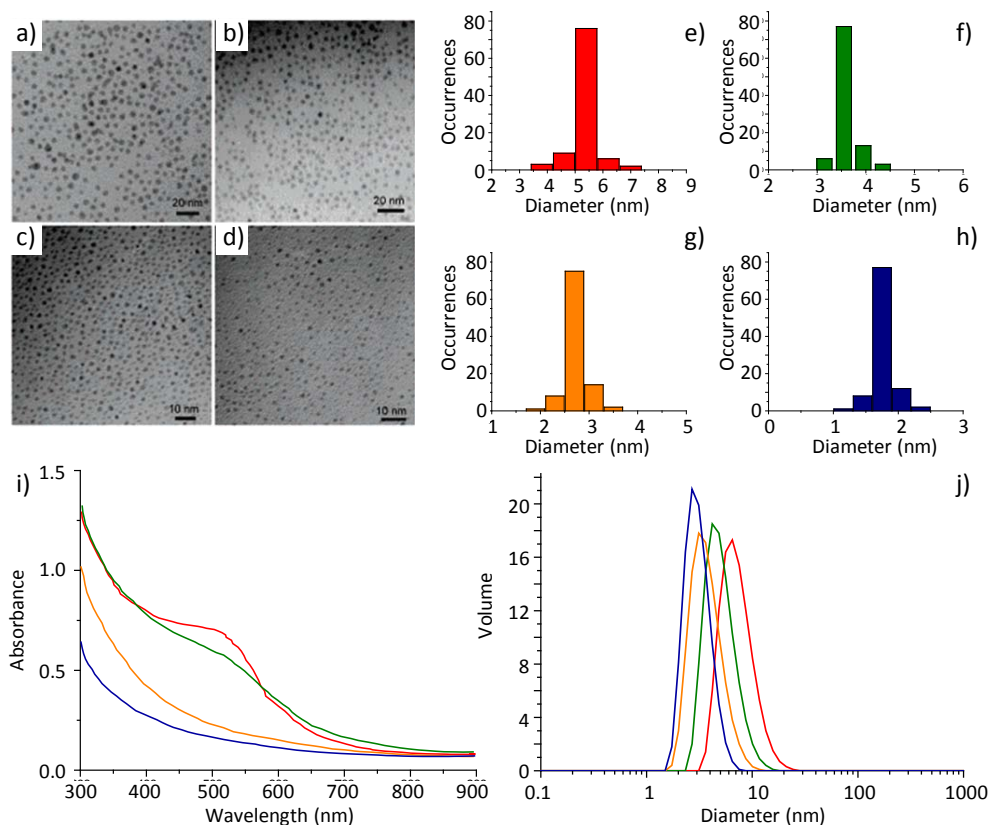 a)
b)
20 nm
20 nm
c)
d)
10 nm
10 nm
e)
Occurrences
80
60
40
20
0
2 3 4 5 6 7 8 9
Diameter (nm)
f)
Occurrences
80
60
40
20
0
2 3 4 5 6
Diameter (nm)
g)
Occurrences
80
60
40
20
0
1 2 3 4 5
Diameter (nm)
h)
Occurrences
80
60
40
20
0
0 1 2 3
Diameter (nm)
i)
Absorbance
1.5
1.0
0.5
0.0
300 400 500 600 700 800 900
Wavelength (nm)
j)
Volume
20
16
12
8
4
0
0.1 1 10 100 1000
Diameter (nm)